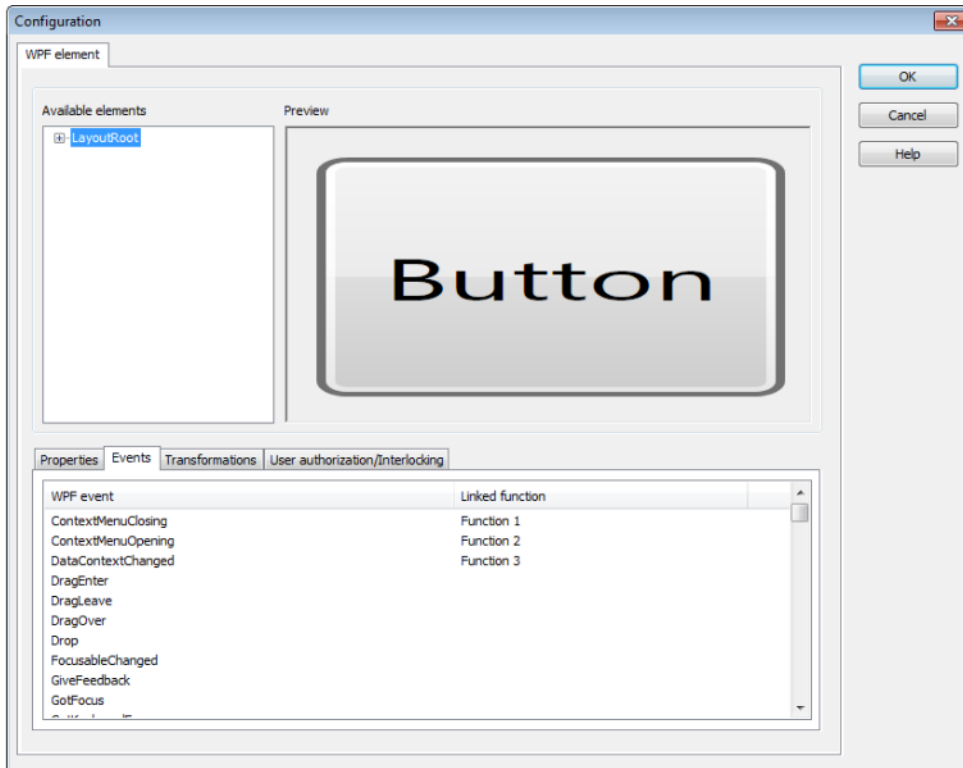 Configuration
WPF element
OK
Available elements
Preview
Cancel
LayoutRoot
Help
Button
Properties Events Transformations User authorization/Interlocking
WPF event Linked function
ContextMenuClosing Function 1
ContextMenuOpening Function 2
DataContextChanged Function 3
DragEnter
DragLeave
DragOver
Drop
FocusableChanged
GiveFeedback
GotFocus